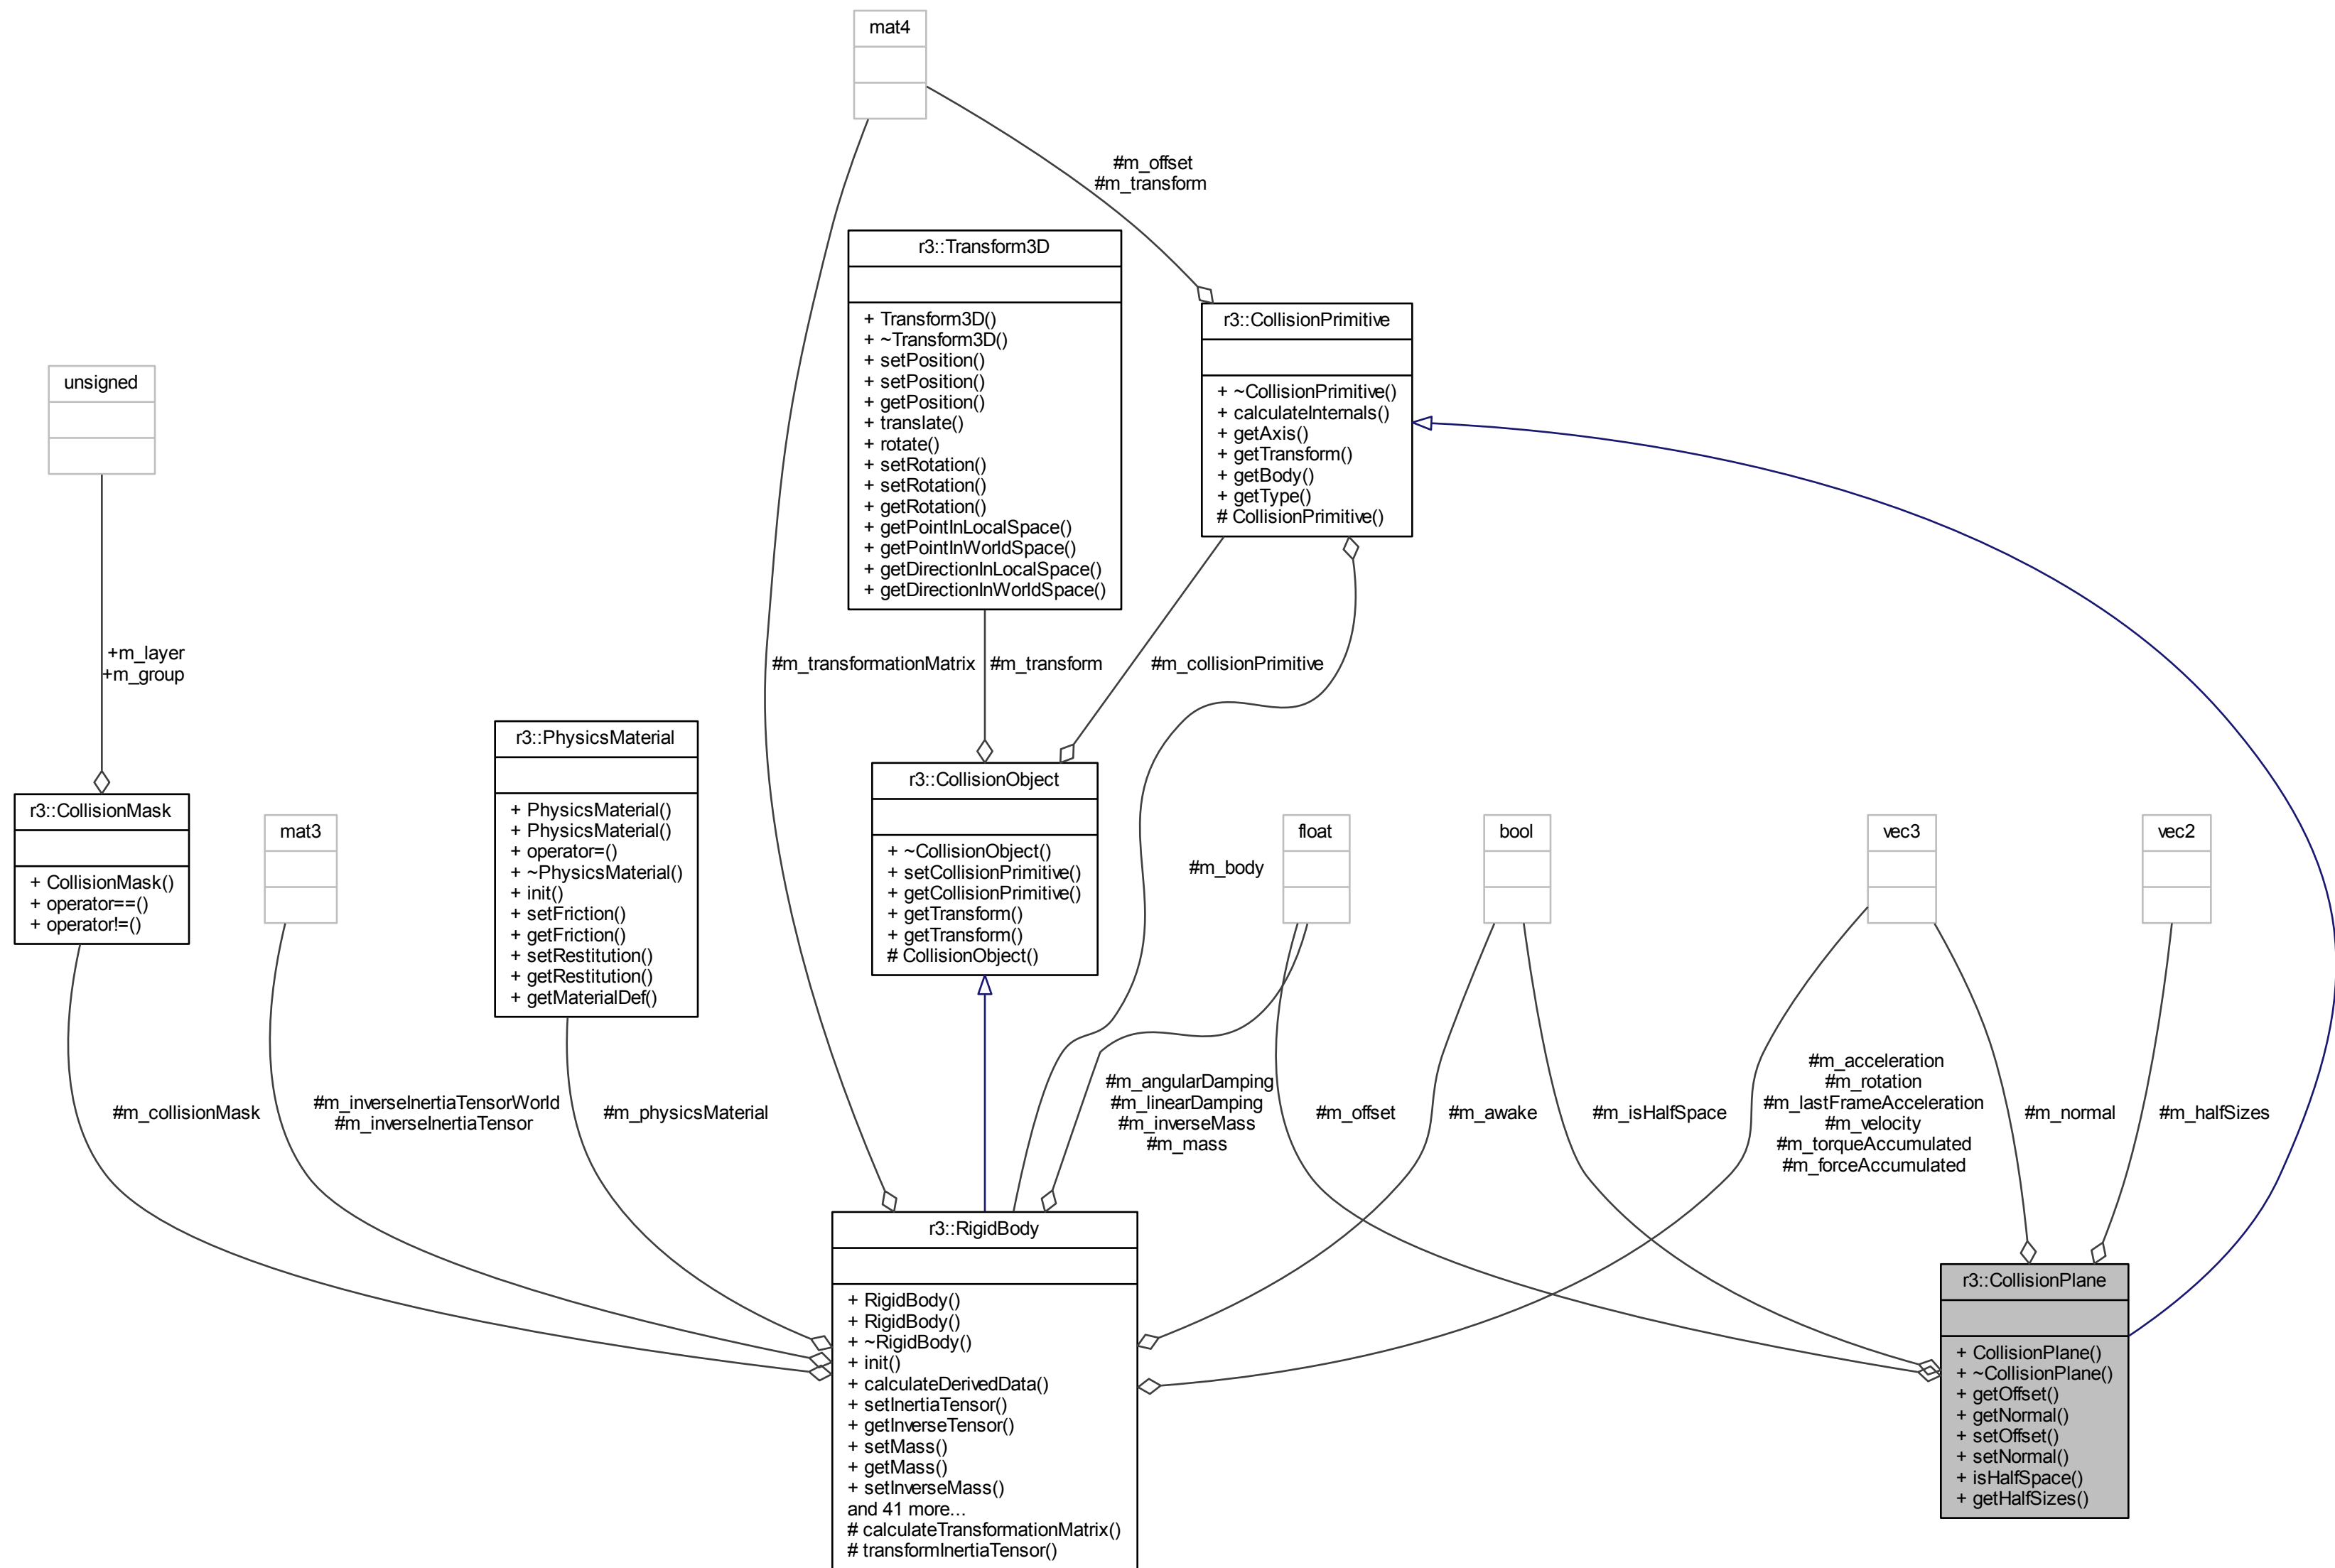 mat4
#m_offset
#m_transform
r3::Transform3D
+ Transform3D()
+ ~Transform3D()
+ setPosition()
+ setPosition()
+ getPosition()
+ translate()
+ rotate()
+ setRotation()
+ setRotation()
+ getRotation()
+ getPointInLocalSpace()
+ getPointInWorldSpace()
+ getDirectionInLocalSpace()
+ getDirectionInWorldSpace()
r3::CollisionPrimitive
+ ~CollisionPrimitive()
+ calculateInternals()
+ getAxis()
+ getTransform()
+ getBody()
+ getType()
# CollisionPrimitive()
unsigned
+m_layer
+m_group
#m_transformationMatrix
#m_transform
#m_collisionPrimitive
r3::CollisionMask
+ CollisionMask()
+ operator==()
+ operator!=()
mat3
r3::PhysicsMaterial
+ PhysicsMaterial()
+ PhysicsMaterial()
+ operator=()
+ ~PhysicsMaterial()
+ init()
+ setFriction()
+ getFriction()
+ setRestitution()
+ getRestitution()
+ getMaterialDef()
r3::CollisionObject
+ ~CollisionObject()
+ setCollisionPrimitive()
+ getCollisionPrimitive()
+ getTransform()
+ getTransform()
# CollisionObject()
#m_body
float
bool
vec3
vec2
#m_collisionMask
#m_inverseInertiaTensorWorld
#m_inverseInertiaTensor
#m_physicsMaterial
#m_angularDamping
#m_linearDamping
#m_inverseMass
#m_mass
#m_offset
#m_awake
#m_isHalfSpace
#m_acceleration
#m_rotation
#m_lastFrameAcceleration
#m_velocity
#m_torqueAccumulated
#m_forceAccumulated
#m_normal
#m_halfSizes
r3::RigidBody
+ RigidBody()
+ RigidBody()
+ ~RigidBody()
+ init()
+ calculateDerivedData()
+ setInertiaTensor()
+ getInverseTensor()
+ setMass()
+ getMass()
+ setInverseMass()
and 41 more...
# calculateTransformationMatrix()
# transformInertiaTensor()
r3::CollisionPlane
+ CollisionPlane()
+ ~CollisionPlane()
+ getOffset()
+ getNormal()
+ setOffset()
+ setNormal()
+ isHalfSpace()
+ getHalfSizes()